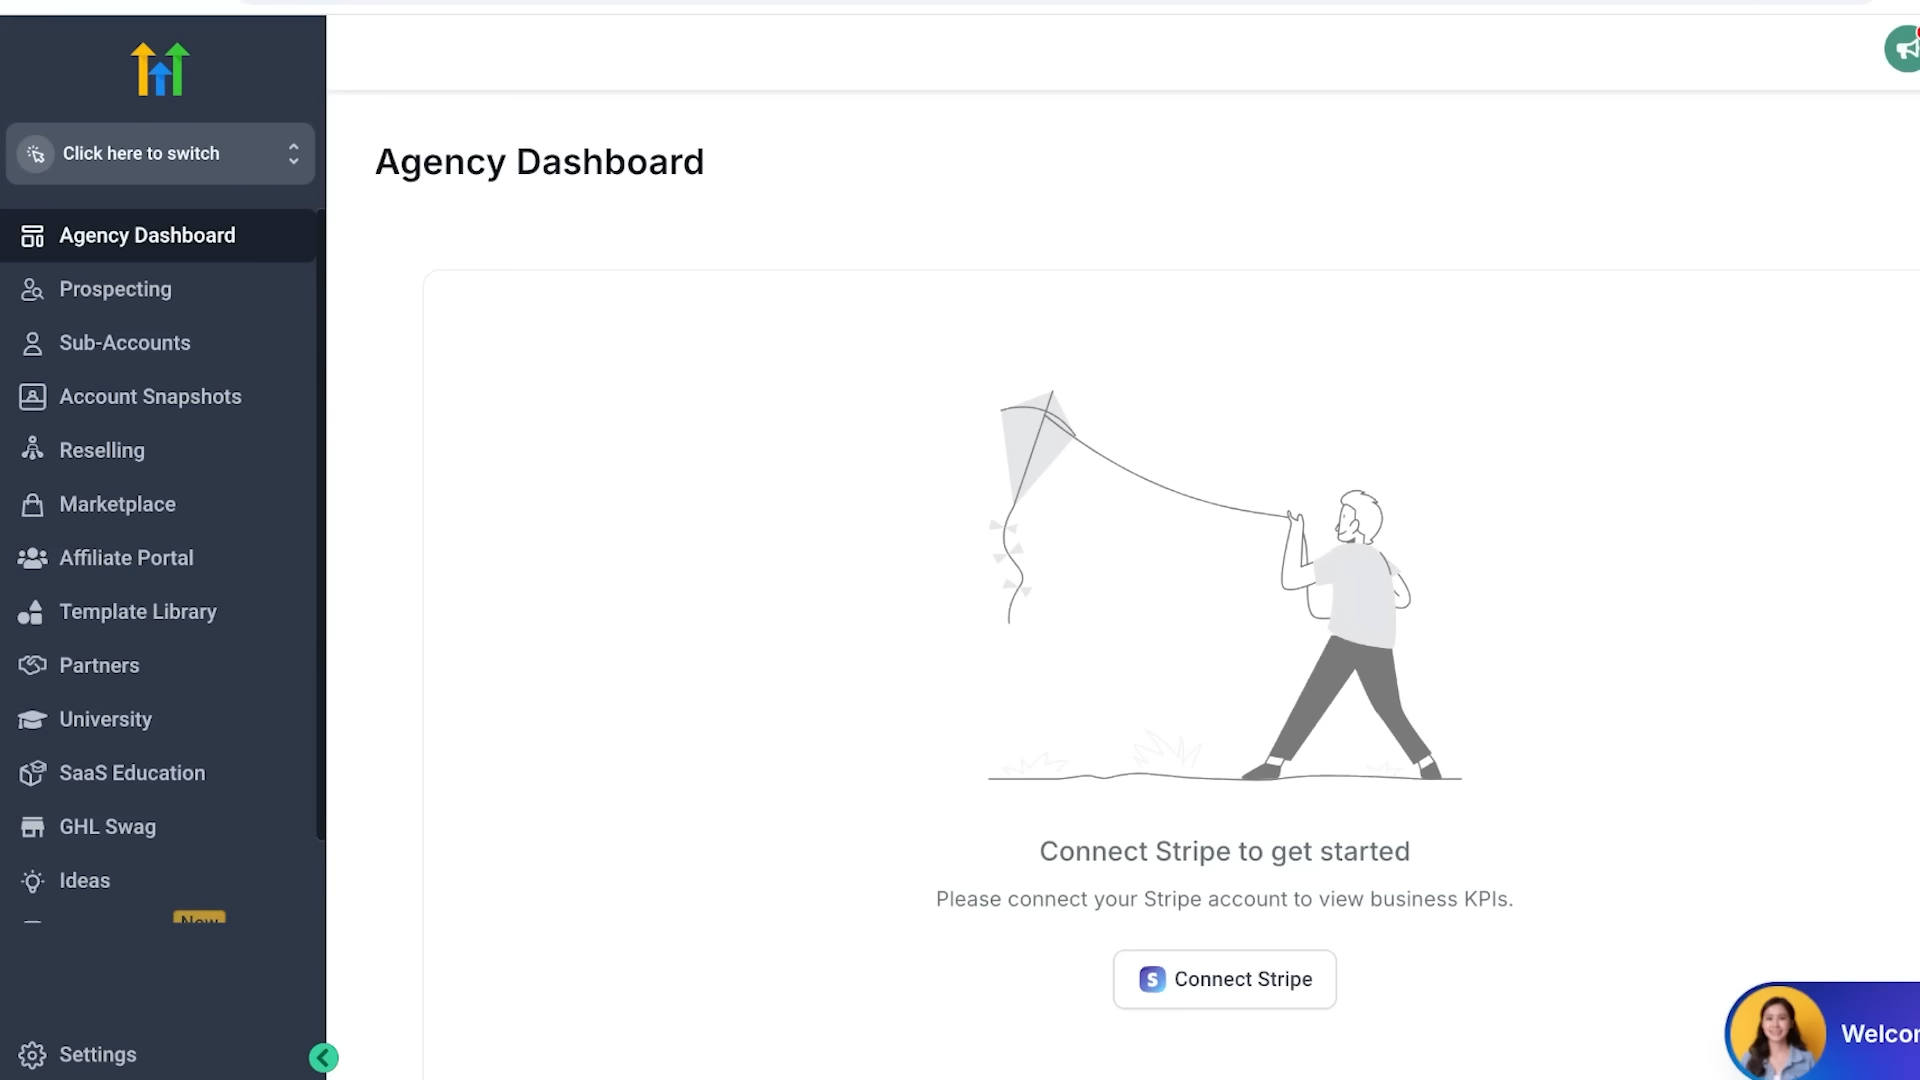 Click here to switch
Agency Dashboard
Prospecting
Sub-Accounts
Account Snapshots
Reselling
Marketplace
Affiliate Portal
Template Library
Partners
University
SaaS Education
GHL Swag
Ideas
New
Settings
Agency Dashboard
Connect Stripe to get started
Please connect your Stripe account to view business KPIs.
S Connect Stripe
Welcom